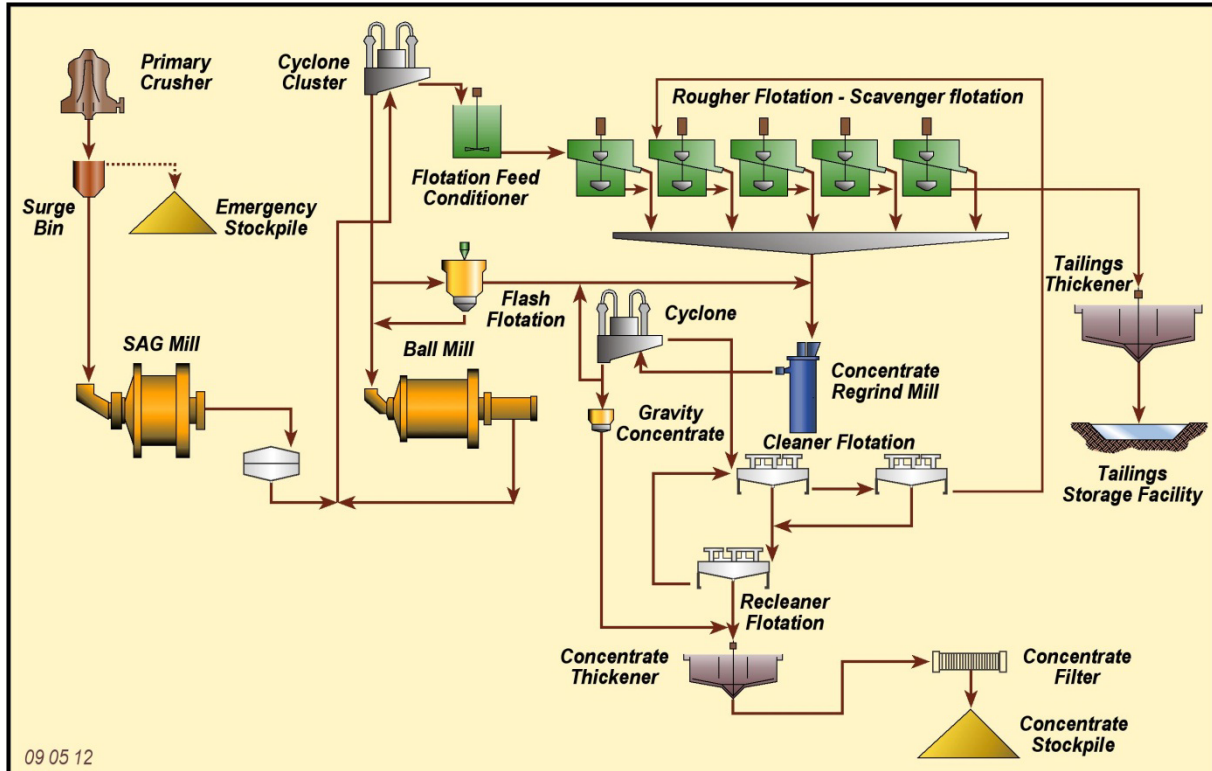 Primary
Crusher
Cyclone
Cluster
Rougher Flotation - Scavenger flotation
Surge
Bin
Emergency
Stockpile
Flotation Feed
Conditioner
Flash
Flotation
Cyclone
Tailings
Thickener
SAG Mill
Ball Mill
Concentrate
Regrind Mill
Gravity
Concentrate
Cleaner Flotation
Tailings
Storage Facility
Recleaner
Flotation
Concentrate
Thickener
Concentrate
Filter
Concentrate
Stockpile
09 05 12